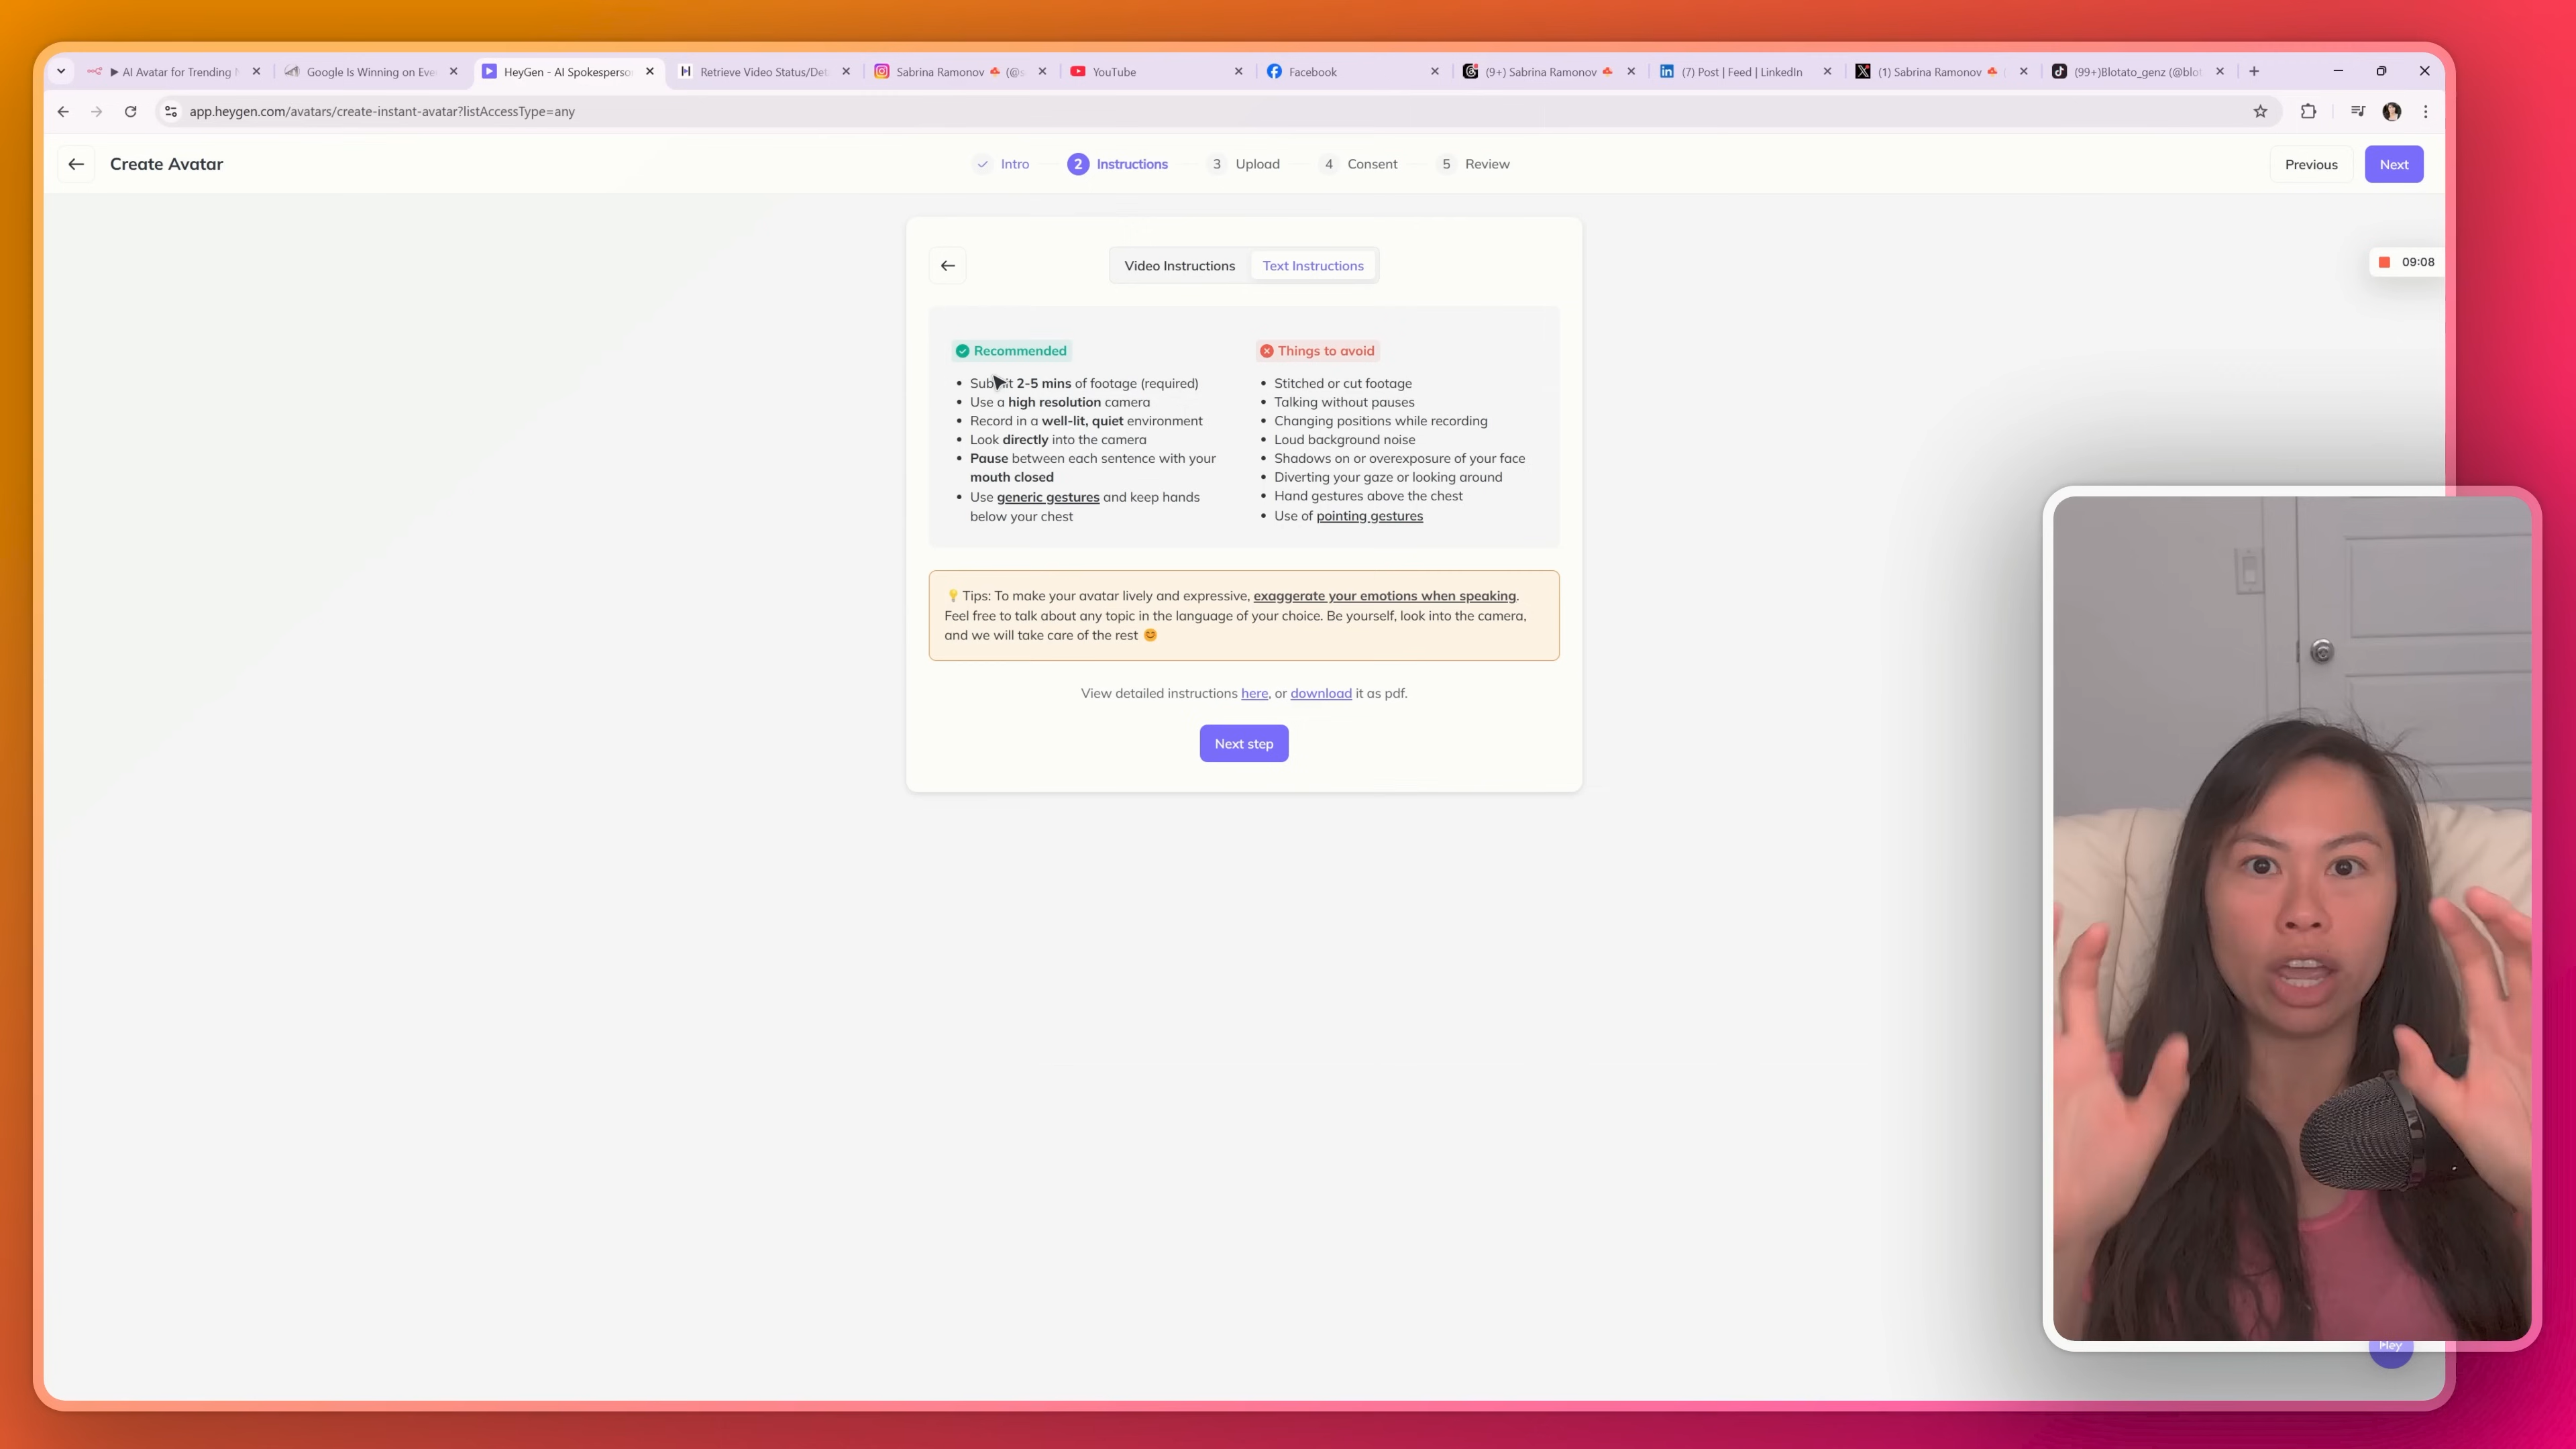 ▶ AI Avatar for Trending
Google Is Winning on Eve
HeyGen - AI Spokesperson
Retrieve Video Status/Det
Sabrina Ramonov (@s
YouTube
Facebook
(9+) Sabrina Ramonov
(7) Post | Feed | LinkedIn
(1) Sabrina Ramonov
(99+)Blotato_genz (@blot
app.heygen.com/avatars/create-instant-avatar?listAccessType=any
Create Avatar
Intro
2 Instructions
3 Upload
4 Consent
5 Review
Previous
Next
09:08
Video Instructions
Text Instructions
Recommended
• Submit 2-5 mins of footage (required)
• Use a high resolution camera
• Record in a well-lit, quiet environment
• Look directly into the camera
• Pause between each sentence with your
mouth closed
• Use generic gestures and keep hands
below your chest
Things to avoid
• Stitched or cut footage
• Talking without pauses
• Changing positions while recording
• Loud background noise
• Shadows on or overexposure of your face
• Diverting your gaze or looking around
• Hand gestures above the chest
• Use of pointing gestures
💡 Tips: To make your avatar lively and expressive, exaggerate your emotions when speaking.
Feel free to talk about any topic in the language of your choice. Be yourself, look into the camera,
and we will take care of the rest 😊
View detailed instructions here, or download it as pdf.
Next step
Hey